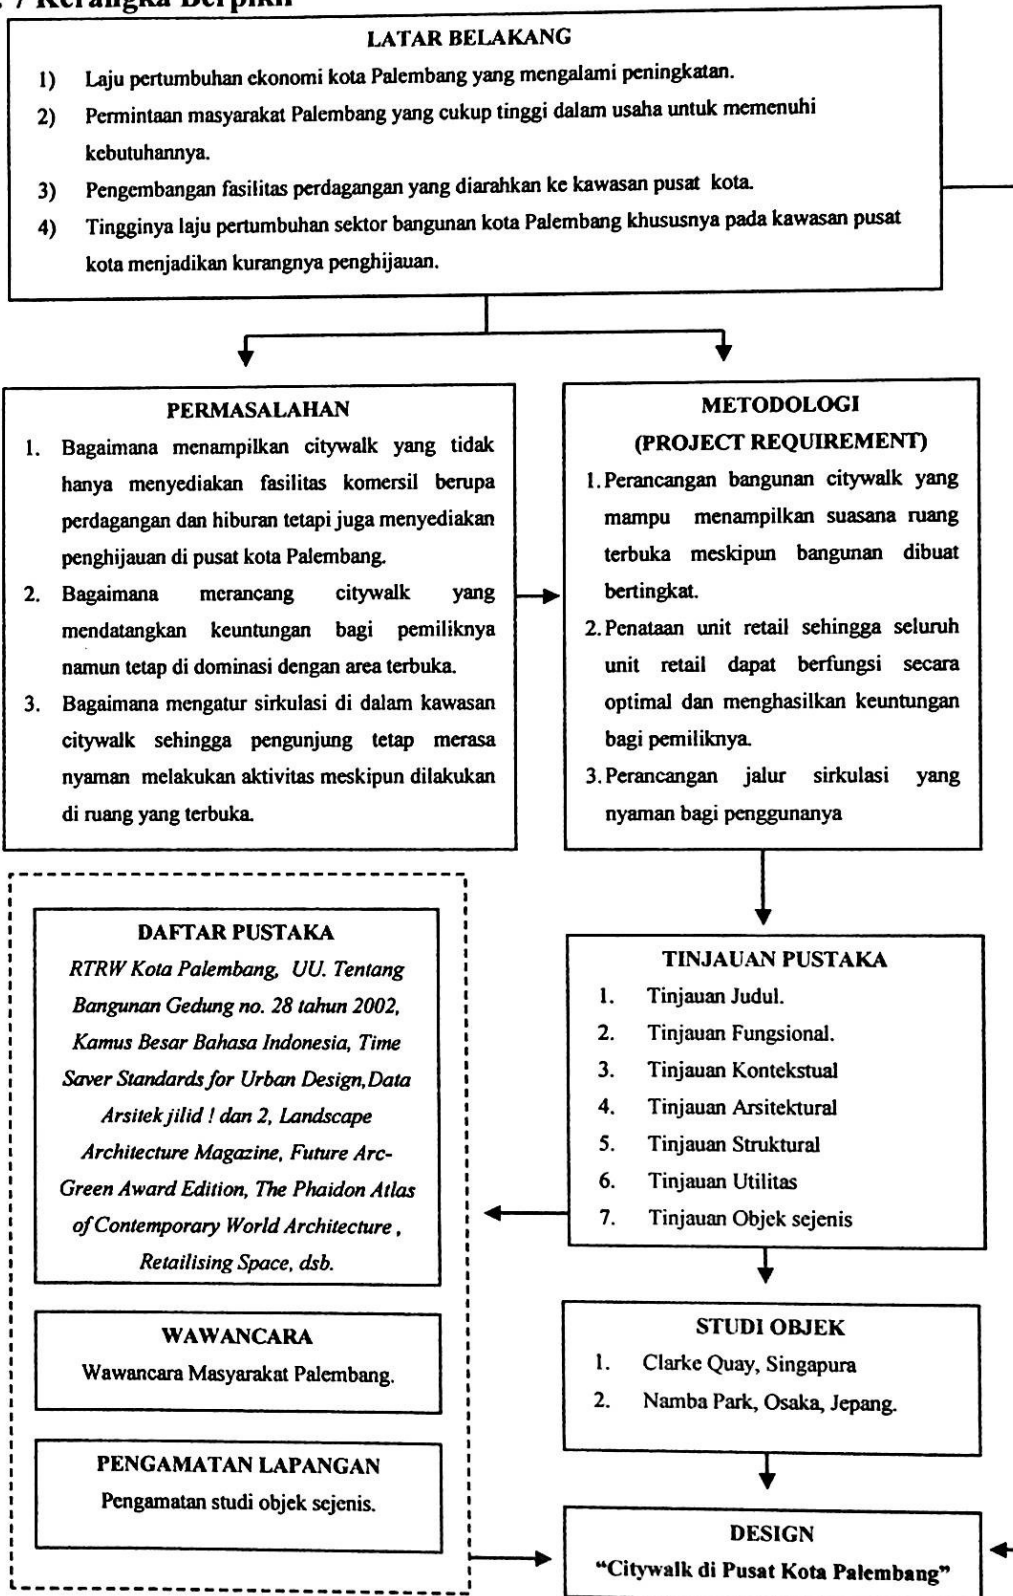 7 Kerangka Berpikir
LATAR BELAKANG
1) Laju pertumbuhan ekonomi kota Palembang yang mengalami peningkatan.
2) Permintaan masyarakat Palembang yang cukup tinggi dalam usaha untuk memenuhi
kebutuhannya.
3) Pengembangan fasilitas perdagangan yang diarahkan ke kawasan pusat kota.
4) Tingginya laju pertumbuhan sektor bangunan kota Palembang khususnya pada kawasan pusat
kota menjadikan kurangnya penghijauan.
PERMASALAHAN
1. Bagaimana menampilkan citywalk yang tidak
hanya menyediakan fasilitas komersil berupa
perdagangan dan hiburan tetapi juga menyediakan
penghijauan di pusat kota Palembang.
2. Bagaimana merancang citywalk yang
mendatangkan keuntungan bagi pemiliknya
namun tetap di dominasi dengan area terbuka.
3. Bagaimana mengatur sirkulasi di dalam kawasan
citywalk sehingga pengunjung tetap merasa
nyaman melakukan aktivitas meskipun dilakukan
di ruang yang terbuka.
METODOLOGI
(PROJECT REQUIREMENT)
1. Perancangan bangunan citywalk yang
mampu menampilkan suasana ruang
terbuka meskipun bangunan dibuat
bertingkat.
2. Penataan unit retail sehingga seluruh
unit retail dapat berfungsi secara
optimal dan menghasilkan keuntungan
bagi pemiliknya.
3. Perancangan jalur sirkulasi yang
nyaman bagi penggunanya
DAFTAR PUSTAKA
RTRW Kota Palembang, UU. Tentang
Bangunan Gedung no. 28 tahun 2002,
Kamus Besar Bahasa Indonesia, Time
Saver Standards for Urban Design, Data
Arsitek jilid ! dan 2, Landscape
Architecture Magazine, Future Arc-
Green Award Edition, The Phaidon Atlas
of Contemporary World Architecture ,
Retailising Space, dsb.
WAWANCARA
Wawancara Masyarakat Palembang.
PENGAMATAN LAPANGAN
Pengamatan studi objek sejenis.
TINJAUAN PUSTAKA
1. Tinjauan Judul.
2. Tinjauan Fungsional.
3. Tinjauan Kontekstual
4. Tinjauan Arsitektural
5. Tinjauan Struktural
6. Tinjauan Utilitas
7. Tinjauan Objek sejenis
STUDI OBJEK
1. Clarke Quay, Singapura
2. Namba Park, Osaka, Jepang.
DESIGN
“Citywalk di Pusat Kota Palembang”